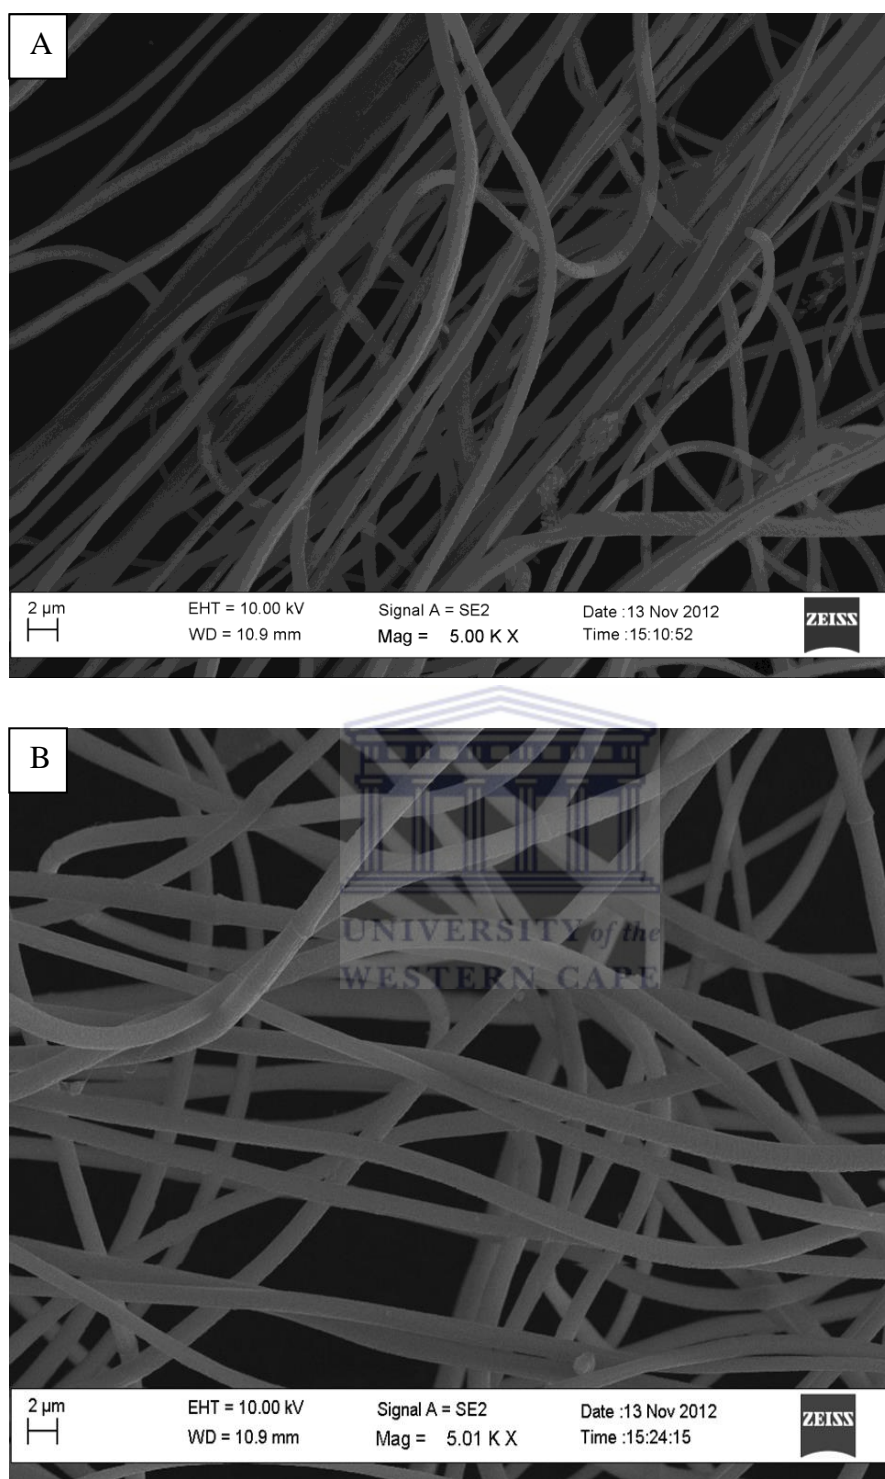 A
2 µm
EHT = 10.00 kV
Signal A = SE2
Date :13 Nov 2012
ZEISS
WD = 10.9 mm
Mag = 5.00 K X
Time :15:10:52
B
UNIVERSITY of the
WESTERN CAPE
2 µm
EHT = 10.00 kV
Signal A = SE2
Date :13 Nov 2012
ZEISS
WD = 10.9 mm
Mag = 5.01 K X
Time :15:24:15